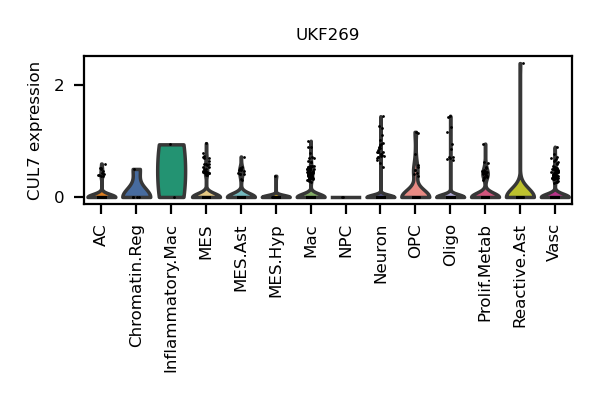 UKF269
CUL7 expression
2
0
AC
Chromatin.Reg
Inflammatory.Mac
MES
MES.Ast
MES.Hyp
Mac
NPC
Neuron
OPC
Oligo
Prolif.Metab
Reactive.Ast
Vasc